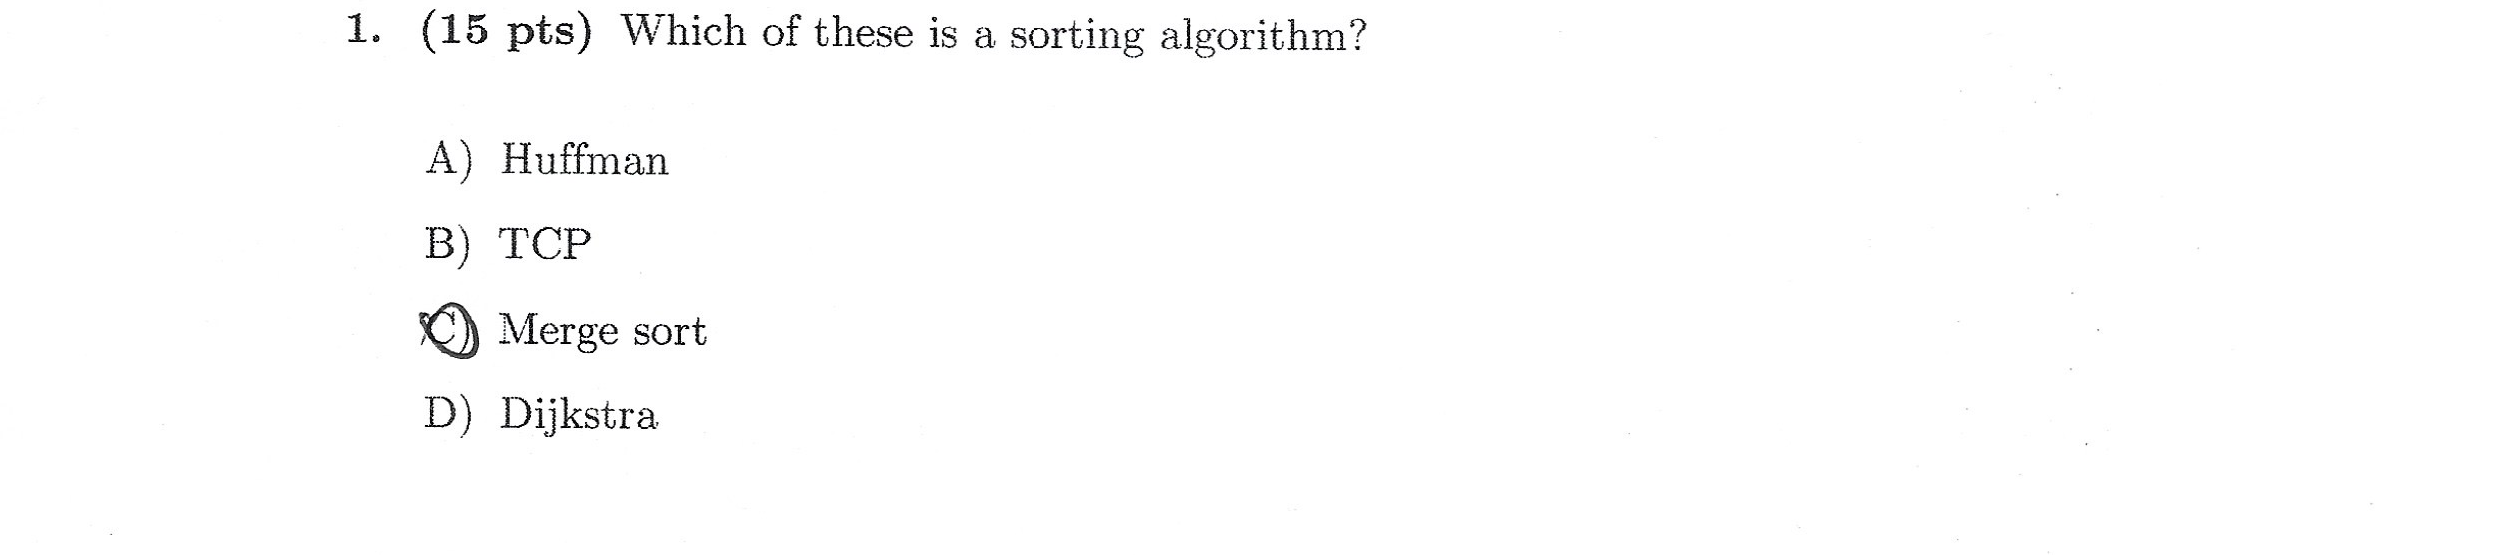 1. (15 pts) Which of these is a sorting algorithm?
A) Huffman
B) TCP
C) Merge sort
D) Dijkstra